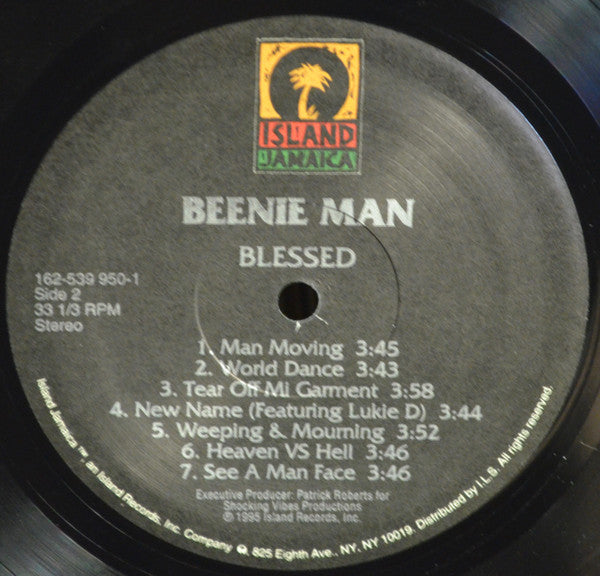 ISLAND
JAMAICA
BEENIE MAN
BLESSED
162-539 950-1
Side 2
33 1/3 RPM
Stereo
1. Man Moving 3:45
2. World Dance 3:43
3. Tear Off Mi Garment 3:58
4. New Name (Featuring Lukie D) 3:44
5. Weeping & Mourning 3:52
6. Heaven VS Hell 3:46
7. See A Man Face 3:46
Executive Producer: Patrick Roberts for
Shocking Vibes Productions
℗ 1995 Island Records, Inc.
Island Jamaica™, an Island Records, Inc. Company 825 Eighth Ave., NY, NY 10019. Distributed by I.L.S. All rights reserved.